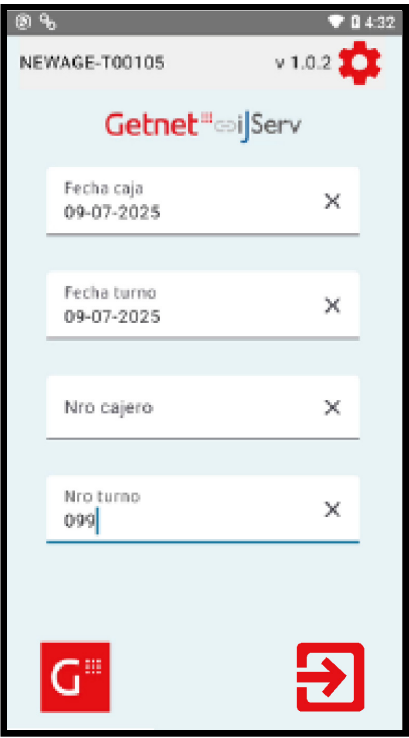 4:32
NEWAGE-T00105 v 1.0.2
Getnet ijServ
Fecha caja
09-07-2025
Fecha turno
09-07-2025
Nro cajero
Nro turno
099
G